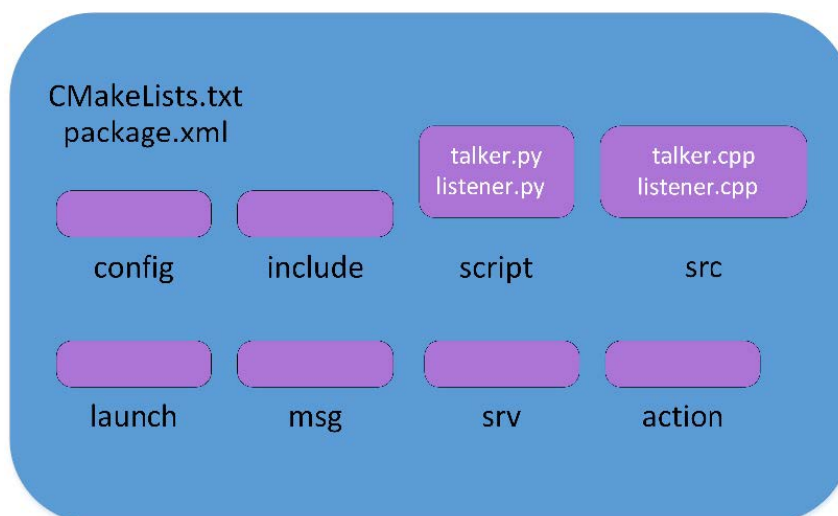 CMakeLists.txt
package.xml
talker.py
listener.py
talker.cpp
listener.cpp
config
include
script
src
launch
msg
srv
action